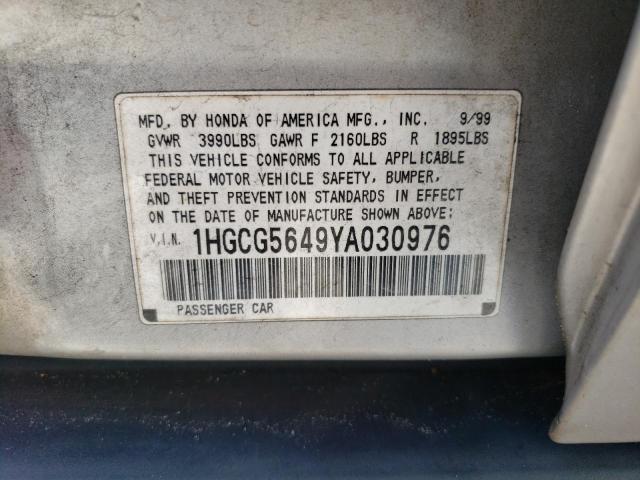 MFD. BY HONDA OF AMERICA MFG., INC. 9/99
GVWR 3990LBS GAWR F 2160LBS R 1895LBS
THIS VEHICLE CONFORMS TO ALL APPLICABLE
FEDERAL MOTOR VEHICLE SAFETY, BUMPER,
AND THEFT PREVENTION STANDARDS IN EFFECT
ON THE DATE OF MANUFACTURE SHOWN ABOVE:
V.I.N. 1HGCG5649YA030976
PASSENGER CAR